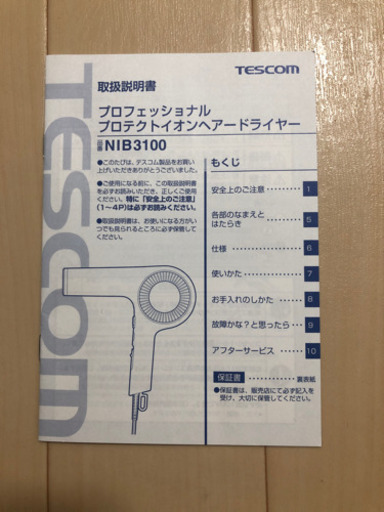 TESCOM
TESCOM
取扱説明書
プロフェッショナル
プロテクトイオンヘアードライヤー
品番 NIB3100
●このたびは、テスコム製品をお買い
上げいただきありがとうございました。
●ご使用になる前に、この取扱説明書
を必ずお読みいただき、正しくご使用
ください。特に「安全上のご注意」
(1〜4P)は必ずお読みください。
●取扱説明書は、お使いになる方がい
つでも見られるところに必ず保管して
ください。
もくじ
安全上のご注意 ………… 1
各部のなまえと
はたらき ………… 5
仕様 ………… 6
使いかた ………… 7
お手入れのしかた …… 8
故障かな?と思ったら … 9
アフターサービス …… 10
保証書 ………… 裏表紙
●保証書は、販売店にて必ず記入を
受け、大切に保管してください。